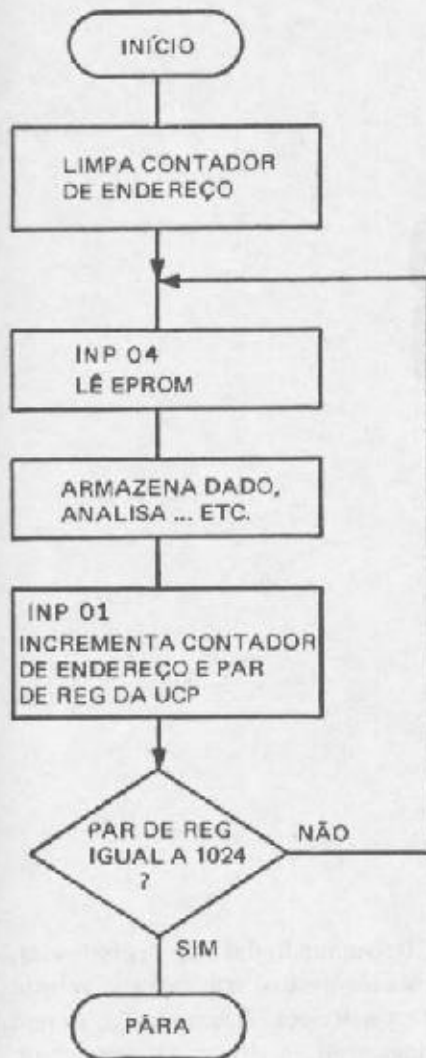 INÍCIO
LIMPA CONTADOR
DE ENDEREÇO
INP 04
LÊ EPROM
ARMAZENA DADO,
ANALISA ... ETC.
INP 01
INCREMENTA CONTADOR
DE ENDEREÇO E PAR
DE REG DA UCP
PAR DE REG
IGUAL A 1024
?
NÃO
SIM
PÁRA